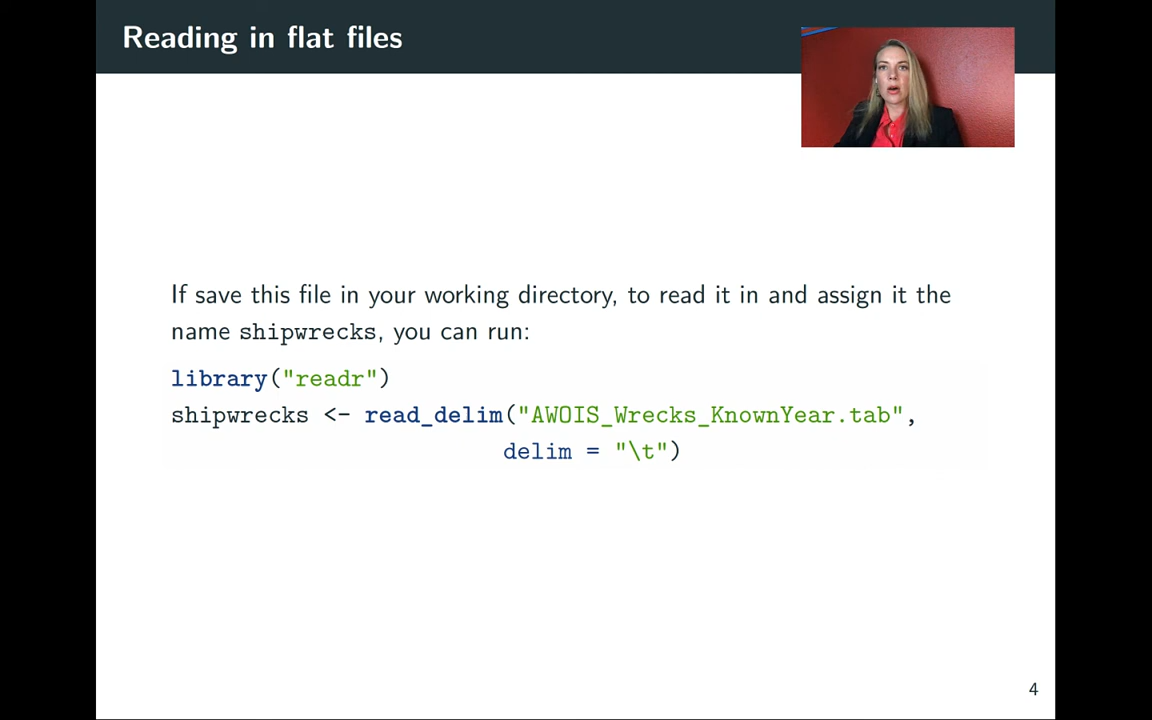 Reading in flat files
If save this file in your working directory, to read it in and assign it the
name shipwrecks, you can run:
library("readr")
shipwrecks <- read_delim("AWOIS_Wrecks_KnownYear.tab",
delim = "\t")
4